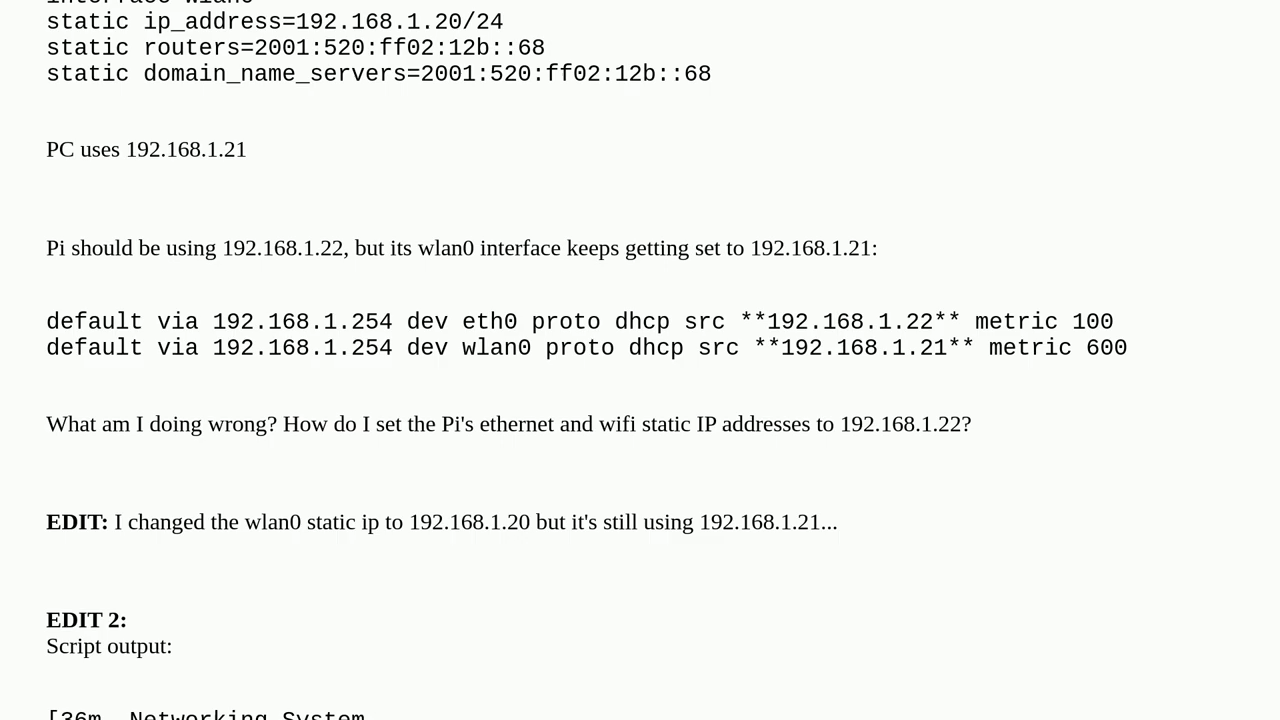 interface wlan0
static ip_address=192.168.1.20/24
static routers=2001:520:ff02:12b::68
static domain_name_servers=2001:520:ff02:12b::68
PC uses 192.168.1.21
Pi should be using 192.168.1.22, but its wlan0 interface keeps getting set to 192.168.1.21:
default via 192.168.1.254 dev eth0 proto dhcp src **192.168.1.22** metric 100
default via 192.168.1.254 dev wlan0 proto dhcp src **192.168.1.21** metric 600
What am I doing wrong? How do I set the Pi's ethernet and wifi static IP addresses to 192.168.1.22?
EDIT: I changed the wlan0 static ip to 192.168.1.20 but it's still using 192.168.1.21...
EDIT 2:
Script output:
[36m Networking System